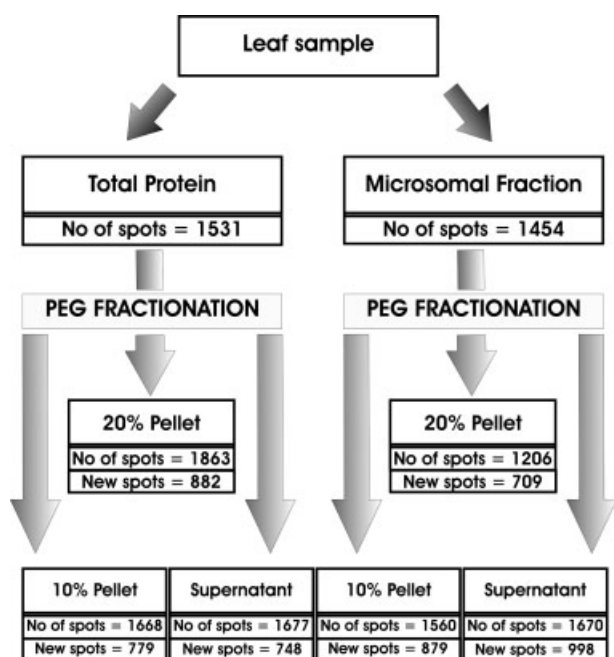 Leaf sample
Total Protein
No of spots = 1531
Microsomal Fraction
No of spots = 1454
PEG FRACTIONATION
PEG FRACTIONATION
20% Pellet
No of spots = 1863
New spots = 882
20% Pellet
No of spots = 1206
New spots = 709
10% Pellet
No of spots = 1668
New spots = 779
Supernatant
No of spots = 1677
New spots = 748
10% Pellet
No of spots = 1560
New spots = 879
Supernatant
No of spots = 1670
New spots = 998